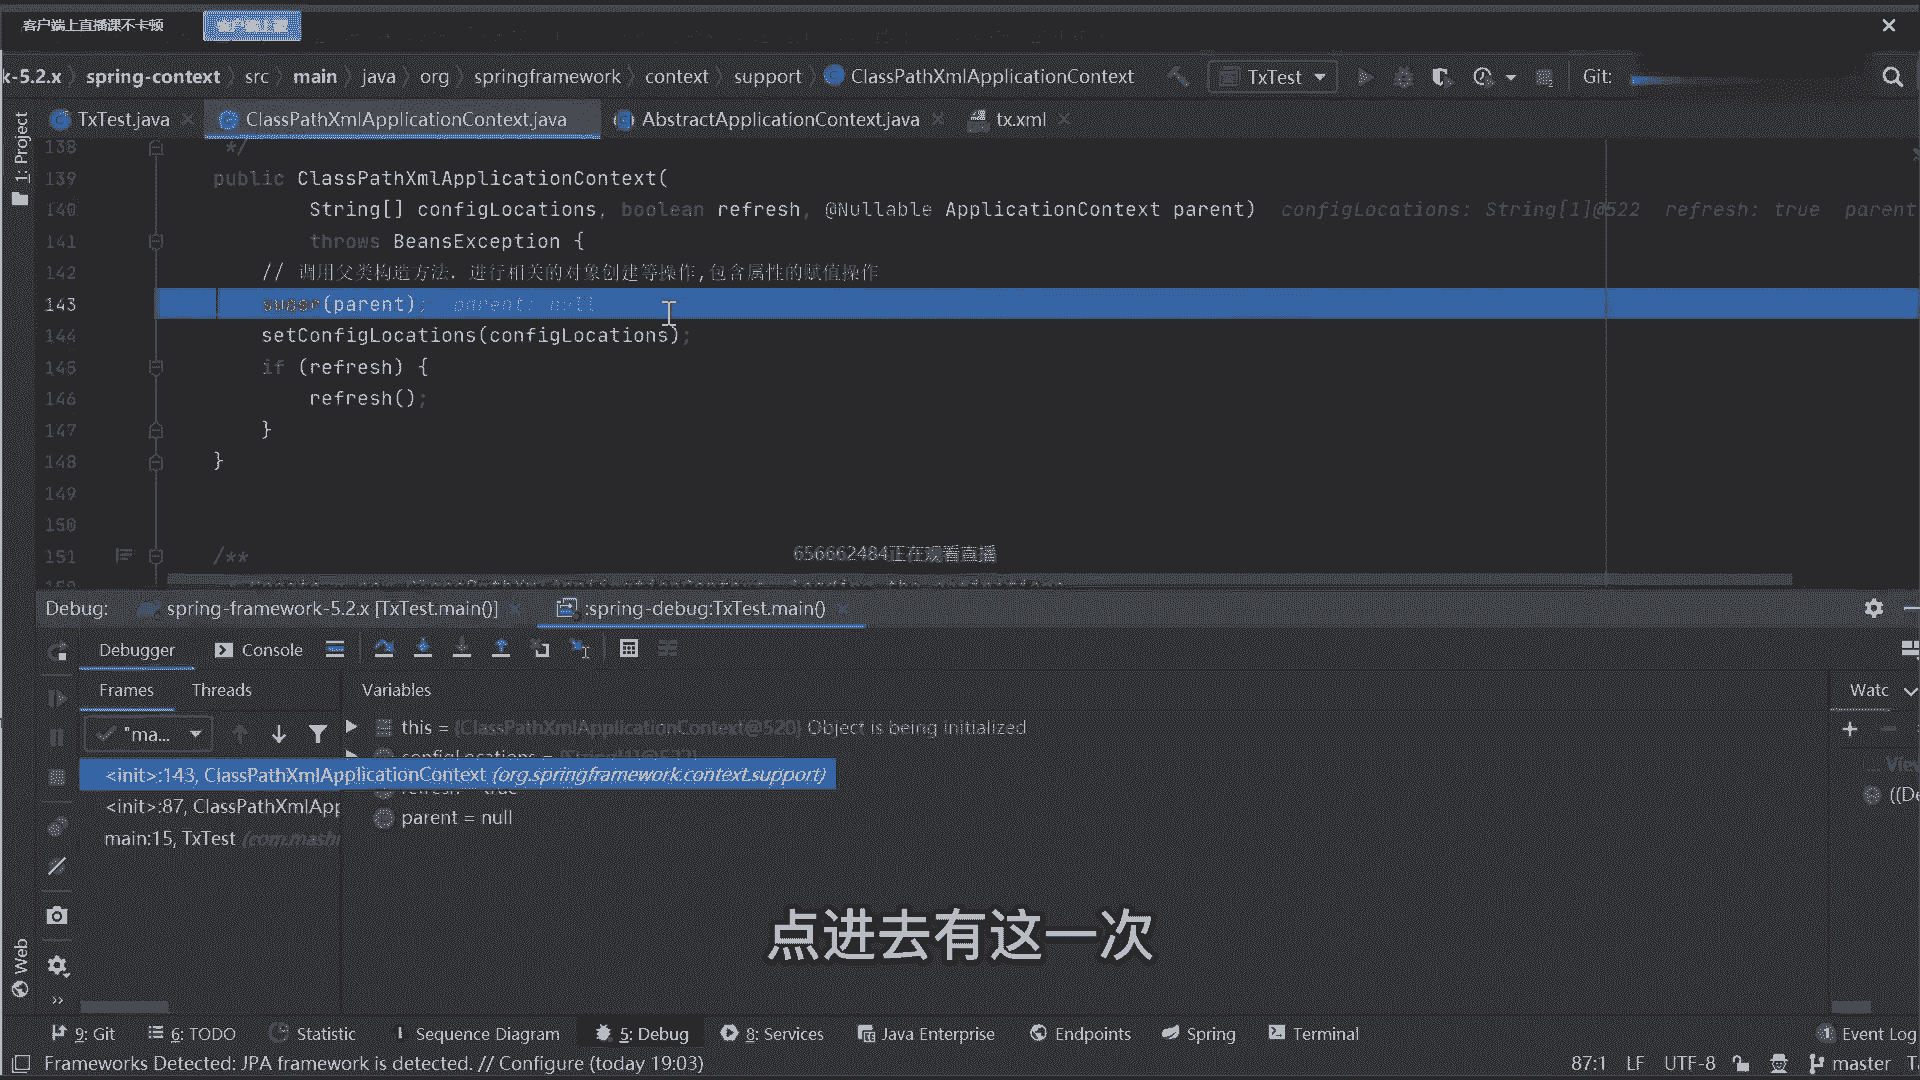 客户端上直播课不卡顿
k-5.2.x 〉 spring-context 〉 src 〉 main 〉 java 〉 org 〉 springframework 〉 context 〉 support 〉 ClassPathXmlApplicationContext TxTest Git:
TxTest.java ClassPathXmlApplicationContext.java AbstractApplicationContext.java tx.xml
1: Project
138 */
139 public ClassPathXmlApplicationContext(
140 String[] configLocations, boolean refresh, @Nullable ApplicationContext parent) configLocations: String[1]@522 refresh: true parent
141 throws BeansException {
142 // 调用父类构造方法. 进行相关的对象创建等操作,包含属性的赋值操作
143 super(parent); parent: null
144 setConfigLocations(configLocations);
145 if (refresh) {
146 refresh();
147 }
148 }
149
150
151 /**
656662484正在观看直播
Debug: spring-framework-5.2.x [TxTest.main()] :spring-debug:TxTest.main()
Debugger Console
Frames Threads Variables Watc
"ma...
this = {ClassPathXmlApplicationContext@520} Object is being initialized
configLocations = {String[1]@522}
<init>:143, ClassPathXmlApplicationContext (org.springframework.context.support)
<init>:87, ClassPathXmlApp
parent = null
main:15, TxTest (com.mashi
点进去有这一次
Web
9: Git 6: TODO Statistic Sequence Diagram 5: Debug 8: Services Java Enterprise Endpoints Spring Terminal 1 Event Log
Frameworks Detected: JPA framework is detected. // Configure (today 19:03) 87:1 LF UTF-8 master